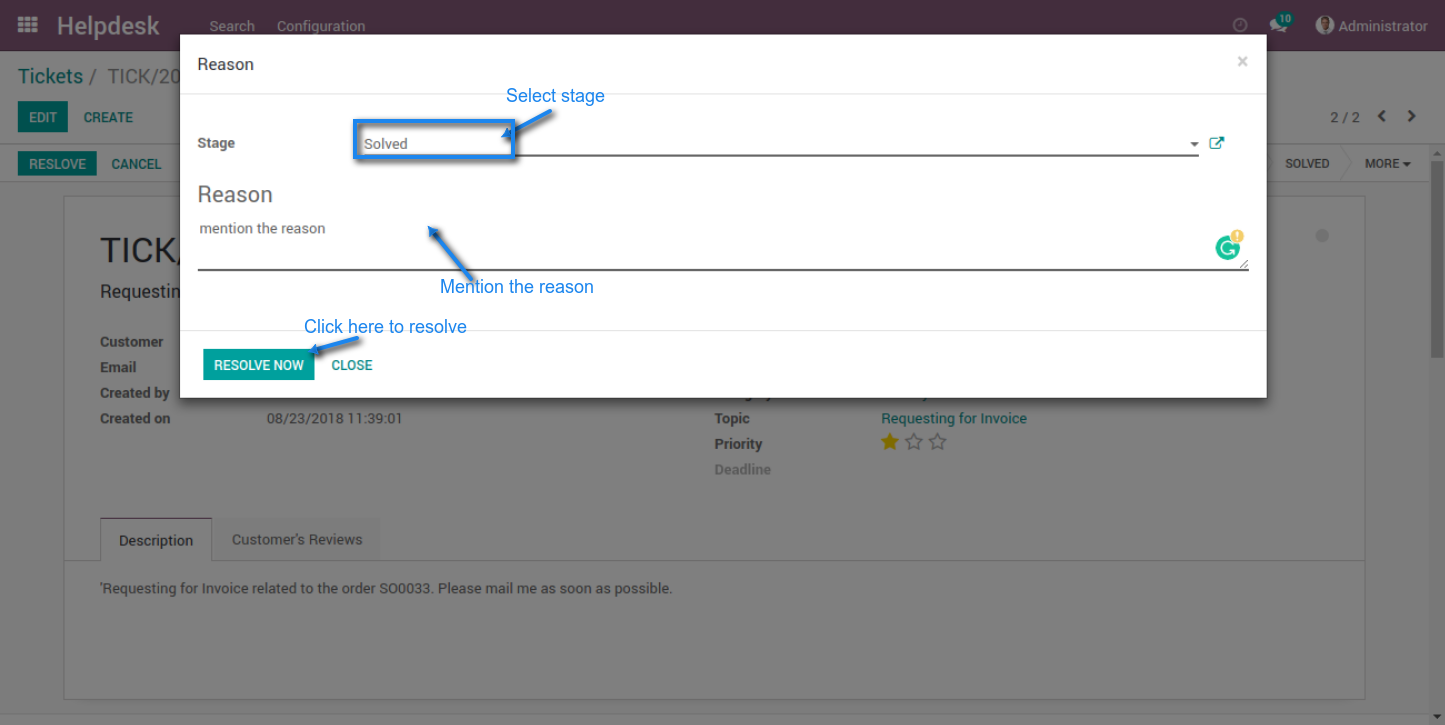 Helpdesk Search Configuration 10 Administrator
Tickets / TICK/20
EDIT CREATE 2 / 2
RESLOVE CANCEL SOLVED MORE
Reason ×
Select stage
Stage Solved
Reason
mention the reason
Mention the reason
Click here to resolve
RESOLVE NOW CLOSE
TICK/
Requestin
Customer
Email
Created by
Created on 08/23/2018 11:39:01
Topic Requesting for Invoice
Priority
Deadline
Description Customer's Reviews
'Requesting for Invoice related to the order SO0033. Please mail me as soon as possible.